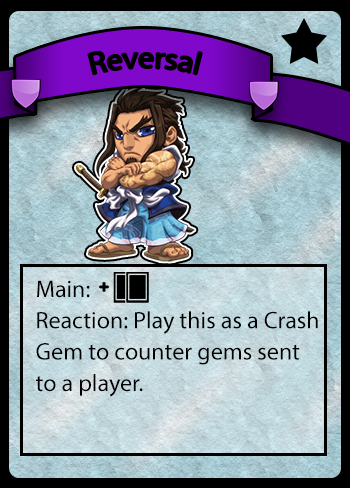 Reversal
Main: +
Reaction: Play this as a Crash
Gem to counter gems sent
to a player.